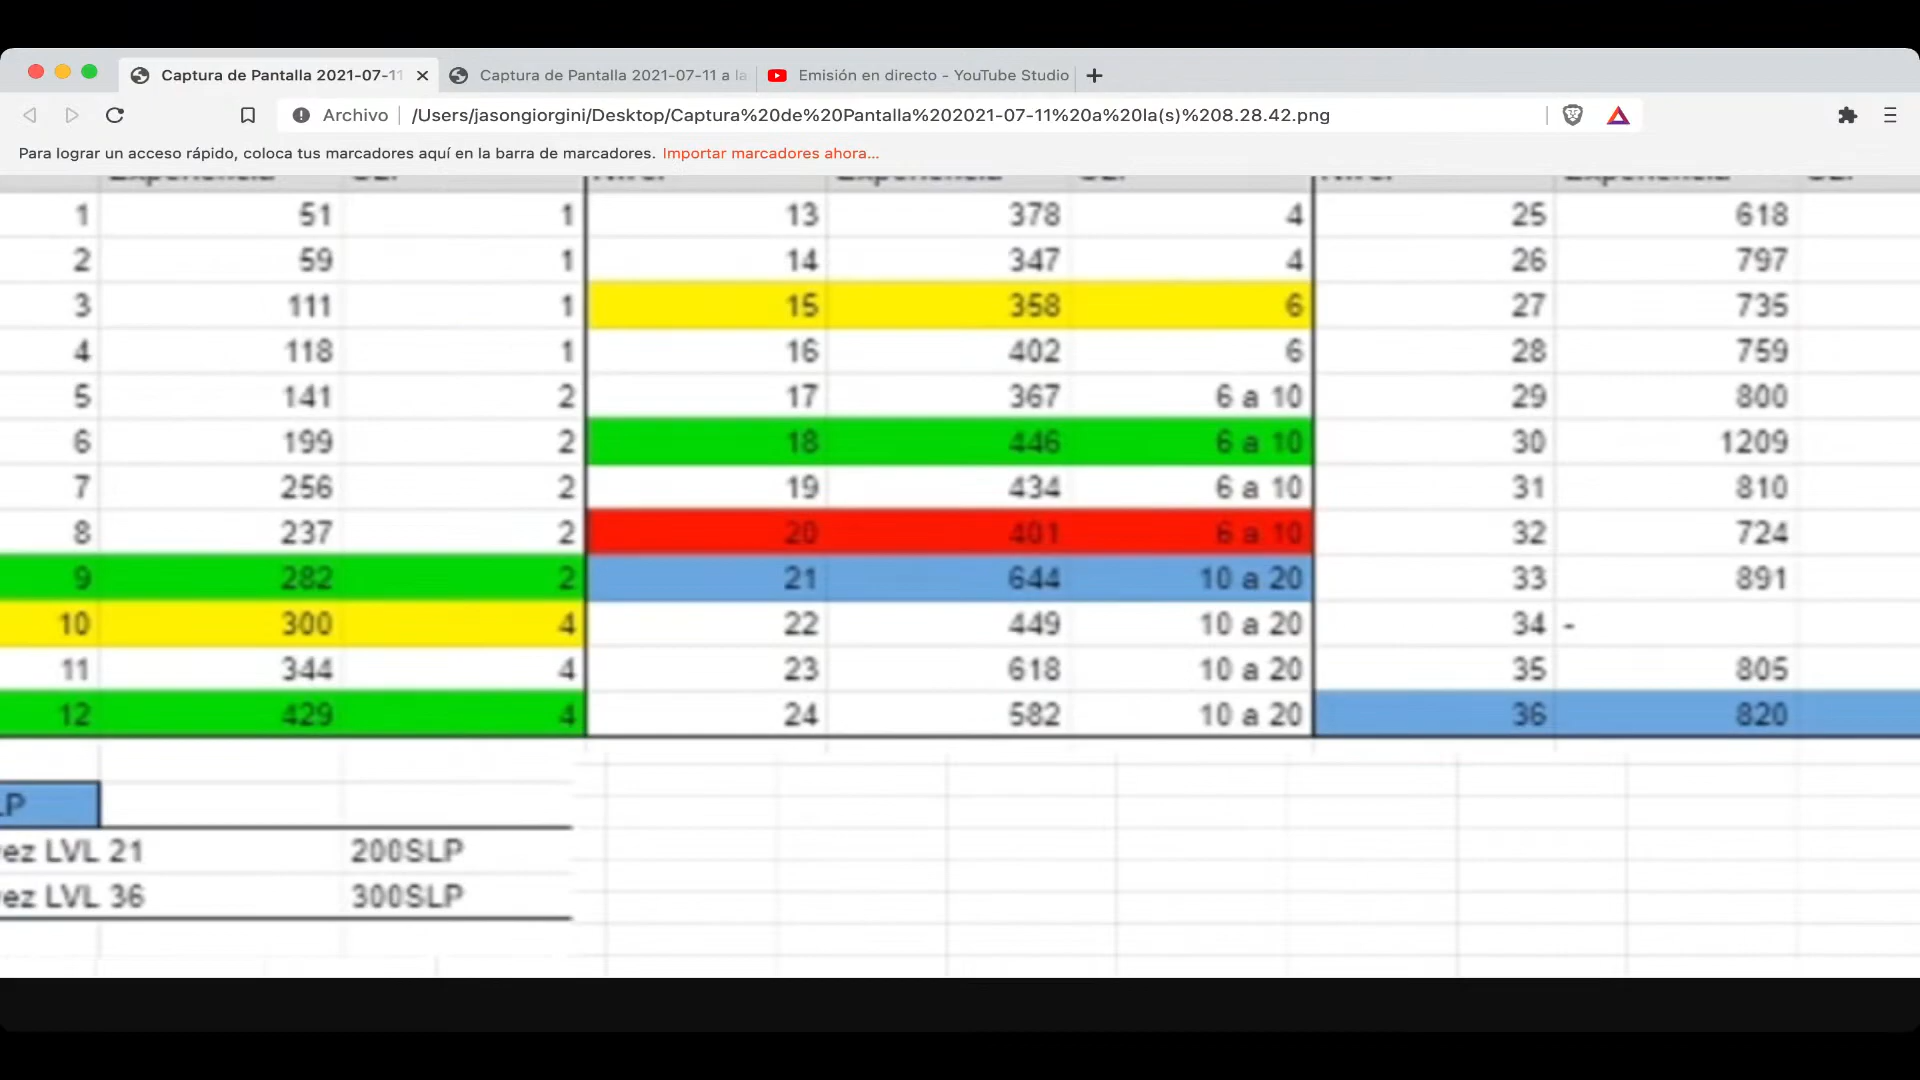 Captura de Pantalla 2021-07-11
Captura de Pantalla 2021-07-11 a la
Emisión en directo - YouTube Studio
Archivo /Users/jasongiorgini/Desktop/Captura%20de%20Pantalla%202021-07-11%20a%20la(s)%208.28.42.png
Para lograr un acceso rápido, coloca tus marcadores aquí en la barra de marcadores. Importar marcadores ahora...
1 51 1 13 378 4 25 618
2 59 1 14 347 4 26 797
3 111 1 15 358 6 27 735
4 118 1 16 402 6 28 759
5 141 2 17 367 6 a 10 29 800
6 199 2 18 446 6 a 10 30 1209
7 256 2 19 434 6 a 10 31 810
8 237 2 20 401 6 a 10 32 724
9 282 2 21 644 10 a 20 33 891
10 300 4 22 449 10 a 20 34 -
11 344 4 23 618 10 a 20 35 805
12 429 4 24 582 10 a 20 36 820
LP
ez LVL 21 200SLP
ez LVL 36 300SLP